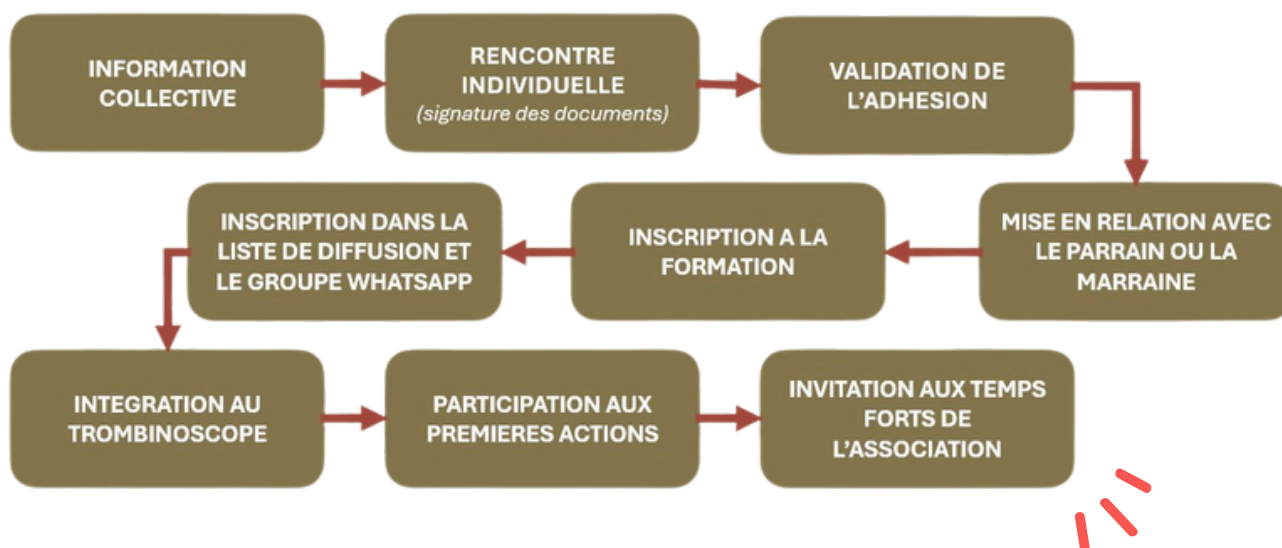 INFORMATION
COLLECTIVE
RENCONTRE
INDIVIDUELLE
(signature des documents)
VALIDATION DE
L'ADHESION
MISE EN RELATION AVEC
LE PARRAIN OU LA
MARRAINE
INSCRIPTION A LA
FORMATION
INSCRIPTION DANS LA
LISTE DE DIFFUSION ET
LE GROUPE WHATSAPP
INTEGRATION AU
TROMBINOSCOPE
PARTICIPATION AUX
PREMIERES ACTIONS
INVITATION AUX TEMPS
FORTS DE
L'ASSOCIATION